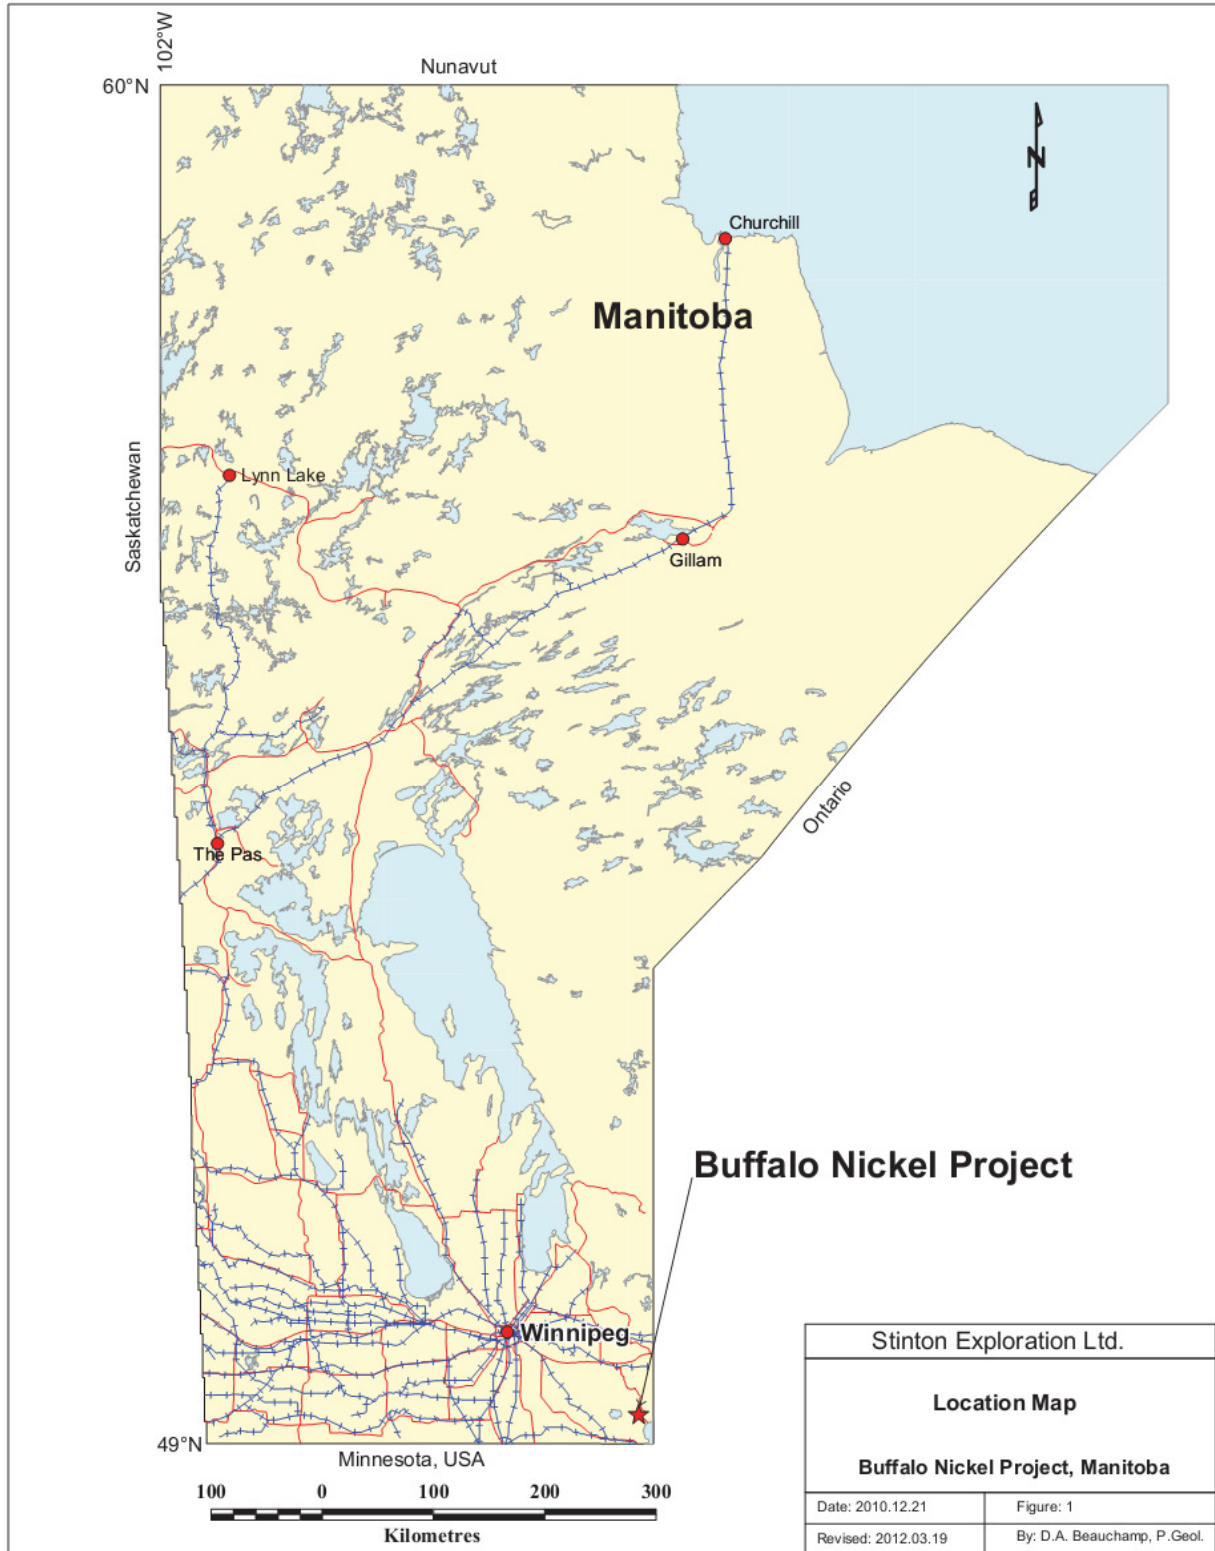 102°W
Nunavut
60°N
N
Churchill
Manitoba
Saskatchewan
Lynn Lake
Gillam
Ontario
The Pas
Buffalo Nickel Project
Winnipeg
49°N
Minnesota, USA
100 0 100 200 300
Kilometres
Stinton Exploration Ltd.
Location Map
Buffalo Nickel Project, Manitoba
Date: 2010.12.21 Figure: 1
Revised: 2012.03.19 By: D.A. Beauchamp, P.Geol.